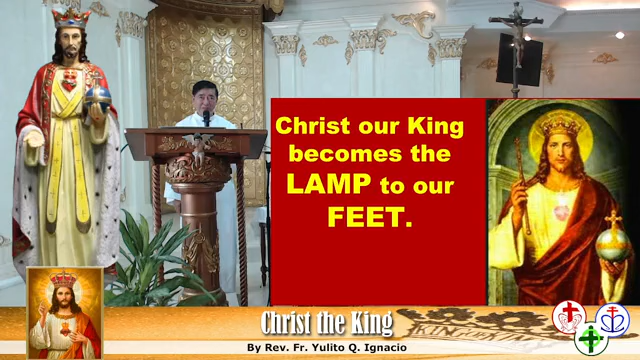 Christ our King
becomes the
LAMP to our
FEET.
Christ the King
By Rev. Fr. Yulito Q. Ignacio